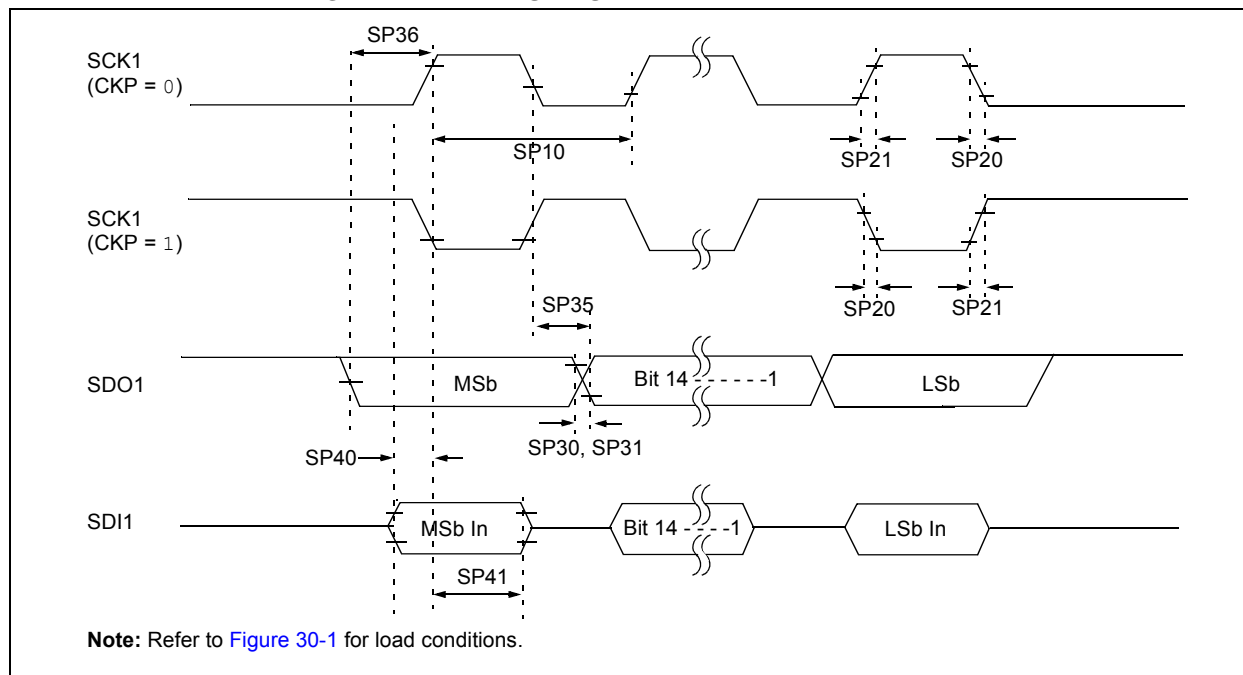 SP36
SCK1
(CKP = 0)
SP10
SP21
SP20
SCK1
(CKP = 1)
SP35
SP20
SP21
SDO1
MSb
Bit 14 - - - - - -1
LSb
SP30, SP31
SP40
SDI1
MSb In
Bit 14 - - - -1
LSb In
SP41
Note: Refer to Figure 30-1 for load conditions.